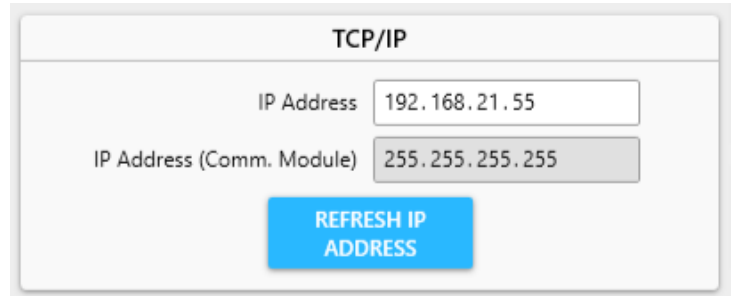 TCP/IP
IP Address 192.168.21.55
IP Address (Comm. Module) 255.255.255.255
REFRESH IP
ADDRESS